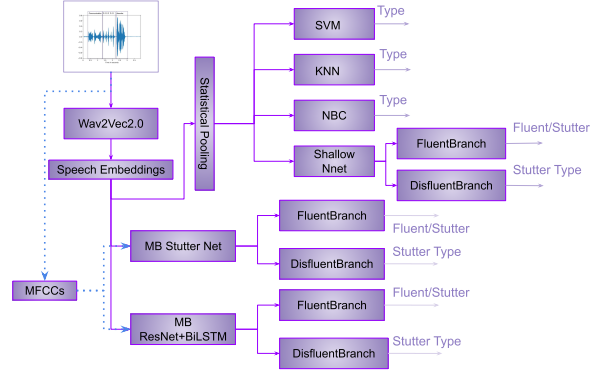 Wav2Vec2.0
Speech Embeddings
MFCCs
Statistical Pooling
SVM
Type
KNN
Type
NBC
Type
Shallow
Nnet
FluentBranch
Fluent/Stutter
DisfluentBranch
Stutter Type
MB Stutter Net
FluentBranch
Fluent/Stutter
DisfluentBranch
Stutter Type
MB
ResNet+BiLSTM
FluentBranch
Fluent/Stutter
DisfluentBranch
Stutter Type